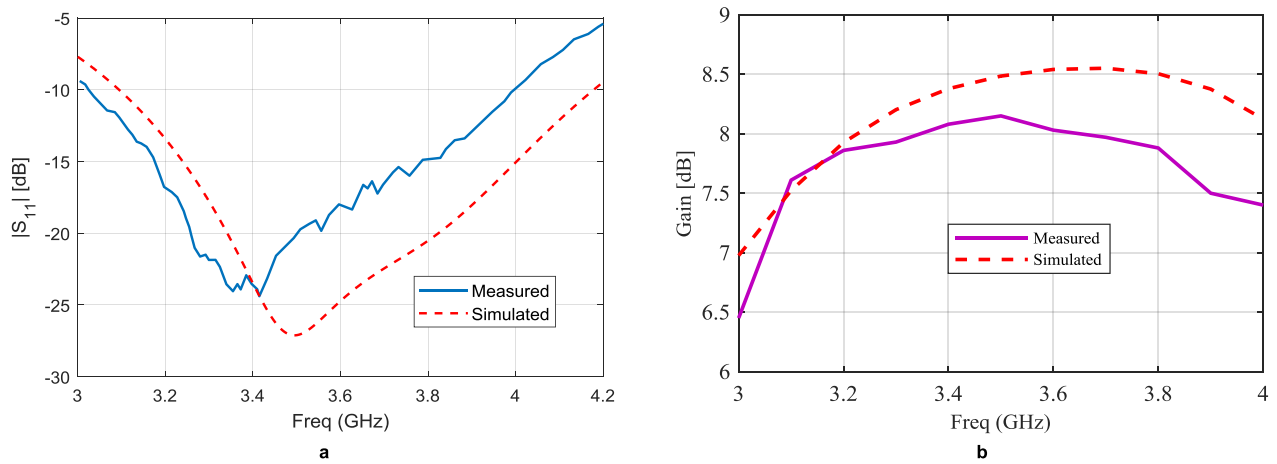 -5
-10
-15
-20
-25
-30
|S11| [dB]
Measured
Simulated
3 3.2 3.4 3.6 3.8 4 4.2
Freq (GHz)
a
9
8.5
8
7.5
7
6.5
6
Gain [dB]
Measured
Simulated
3 3.2 3.4 3.6 3.8 4
Freq (GHz)
b